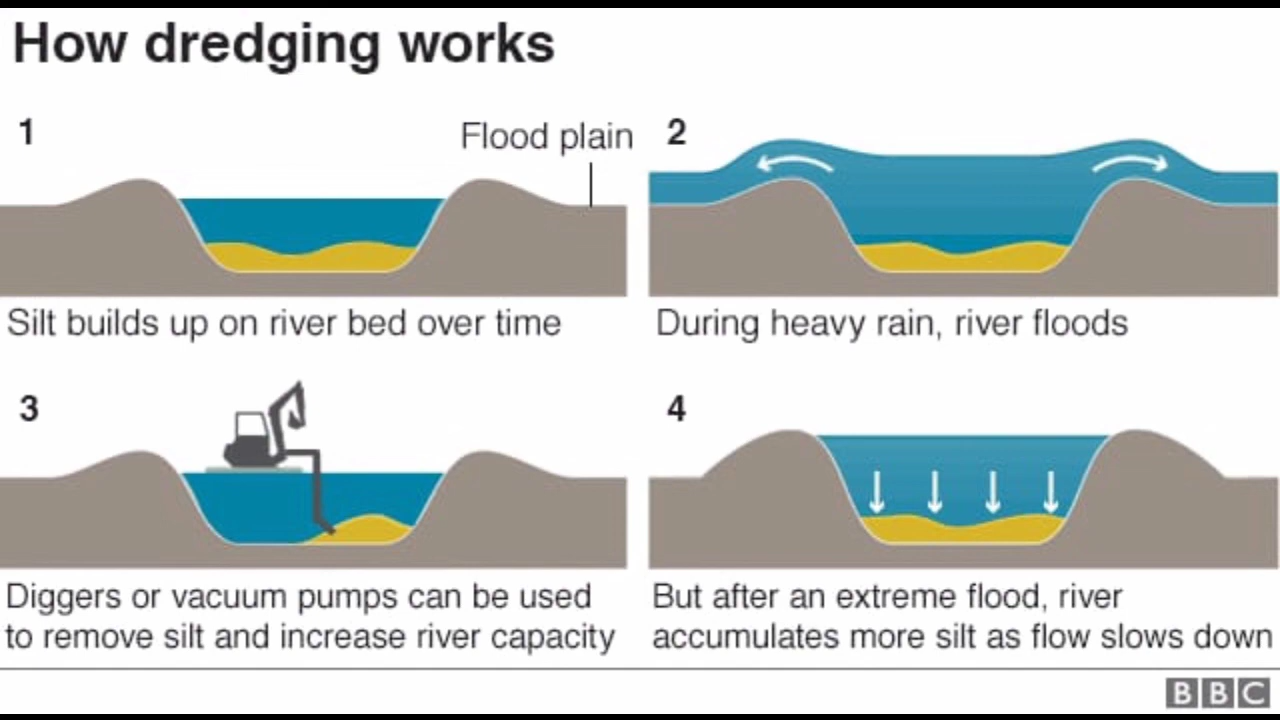 How dredging works
1
Flood plain
Silt builds up on river bed over time
2
During heavy rain, river floods
3
Diggers or vacuum pumps can be used
to remove silt and increase river capacity
4
But after an extreme flood, river
accumulates more silt as flow slows down
BBC